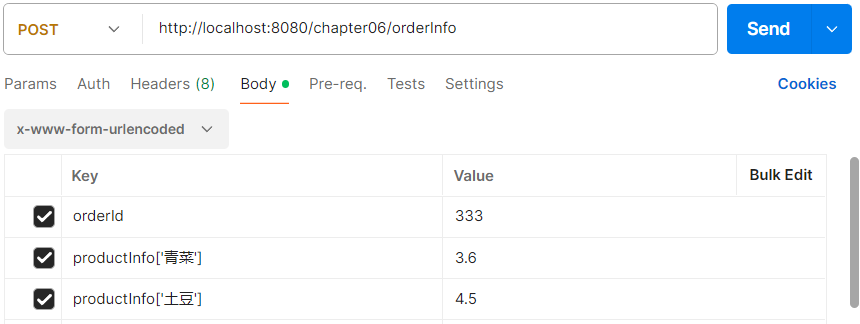 POST http://localhost:8080/chapter06/orderInfo Send
Params Auth Headers (8) Body Pre-req. Tests Settings Cookies
x-www-form-urlencoded
Key Value Bulk Edit
orderId 333
productInfo['青菜'] 3.6
productInfo['土豆'] 4.5